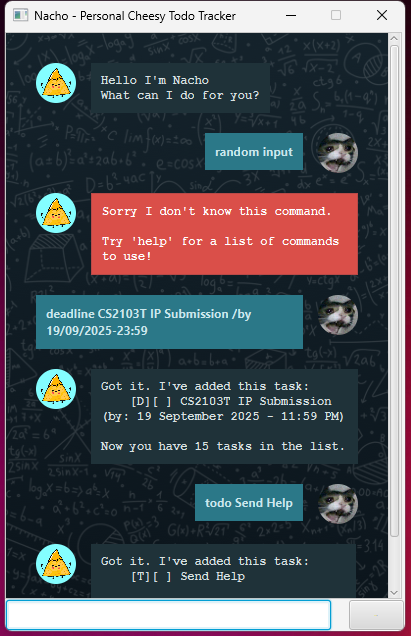 Nacho - Personal Cheesy Todo Tracker
Hello I'm Nacho
What can I do for you?
random input
Sorry I don't know this command.
Try 'help' for a list of commands
to use!
deadline CS2103T IP Submission /by
19/09/2025-23:59
Got it. I've added this task:
[D][ ] CS2103T IP Submission
(by: 19 September 2025 - 11:59 PM)
Now you have 15 tasks in the list.
todo Send Help
Got it. I've added this task:
[T][ ] Send Help